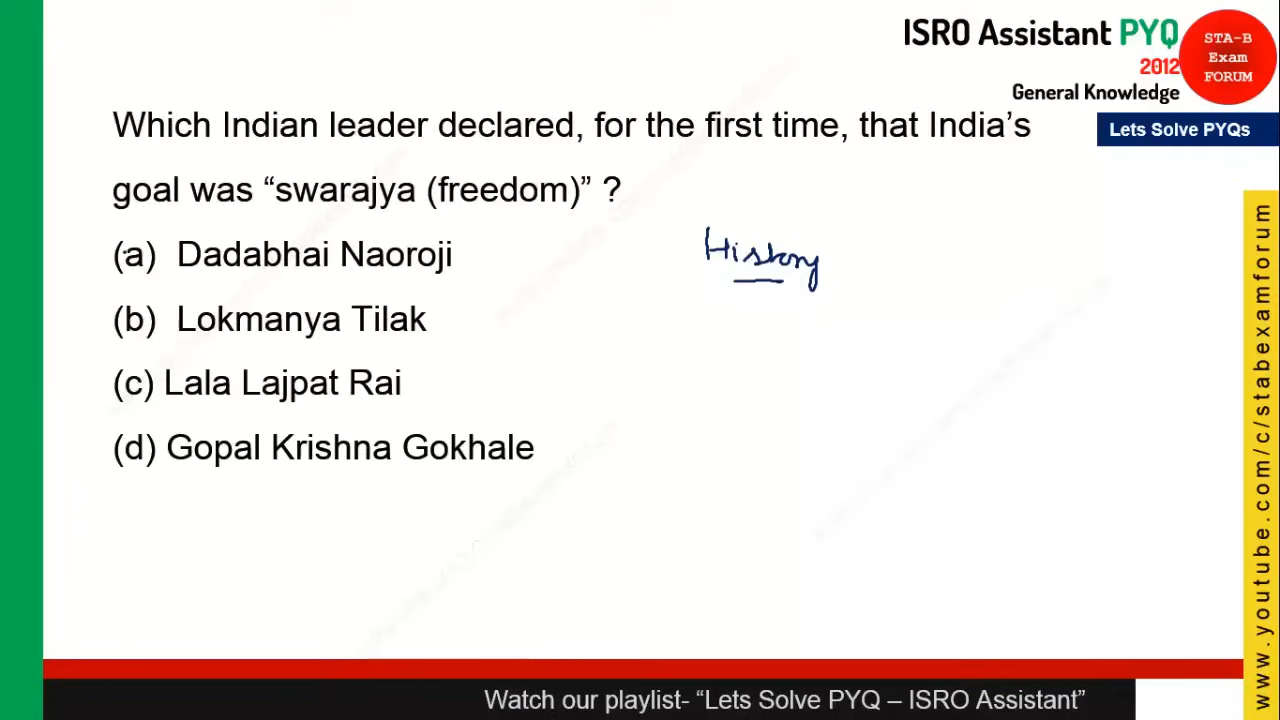 ISRO Assistant PYQ
2012
General Knowledge
STA-B
Exam
FORUM
Lets Solve PYQs
Which Indian leader declared, for the first time, that India’s
goal was “swarajya (freedom)” ?
(a) Dadabhai Naoroji
History
(b) Lokmanya Tilak
(c) Lala Lajpat Rai
(d) Gopal Krishna Gokhale
www.youtube.com/c/stabexamforum
Watch our playlist- “Lets Solve PYQ – ISRO Assistant”